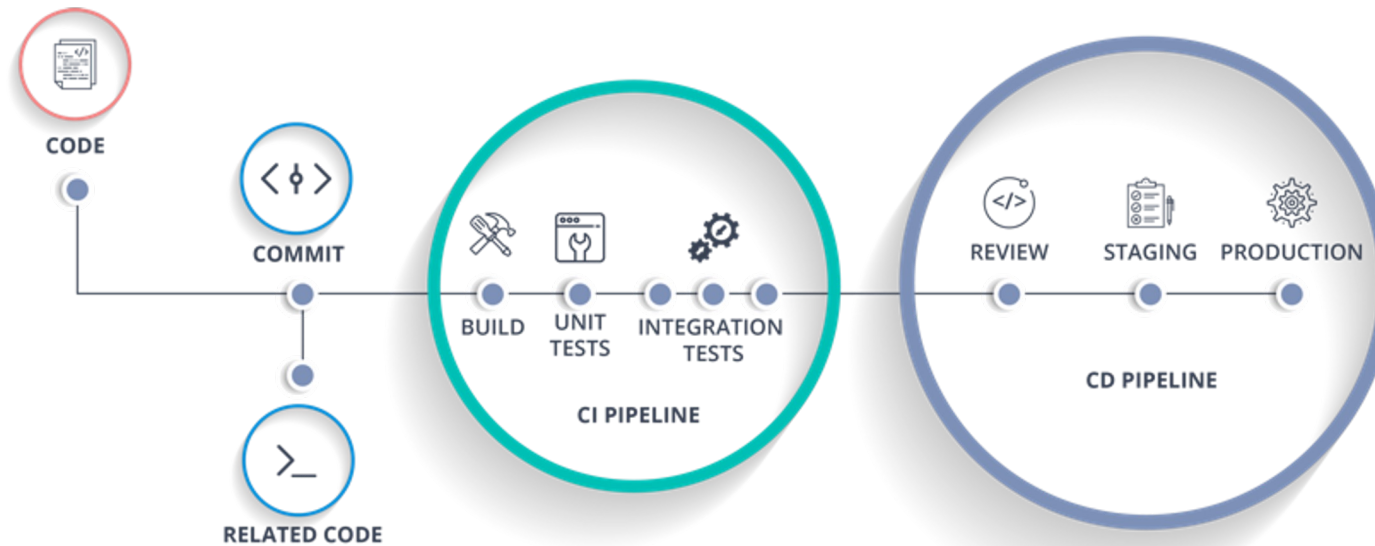 CODE
COMMIT
RELATED CODE
BUILD
UNIT
TESTS
INTEGRATION
TESTS
CI PIPELINE
REVIEW
STAGING
PRODUCTION
CD PIPELINE